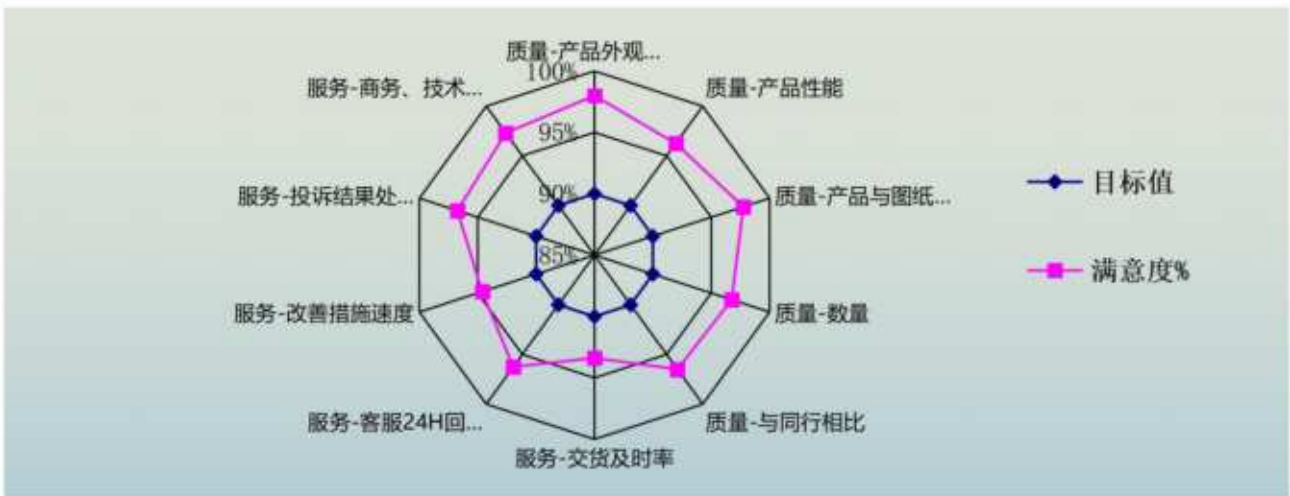 质量-产品外观...
100%
服务-商务、技术...
质量-产品性能
95%
服务-投诉结果处...
90%
质量-产品与图纸...
目标值
85%
满意度%
服务-改善措施速度
质量-数量
服务-客服24H回...
质量-与同行相比
服务-交货及时率